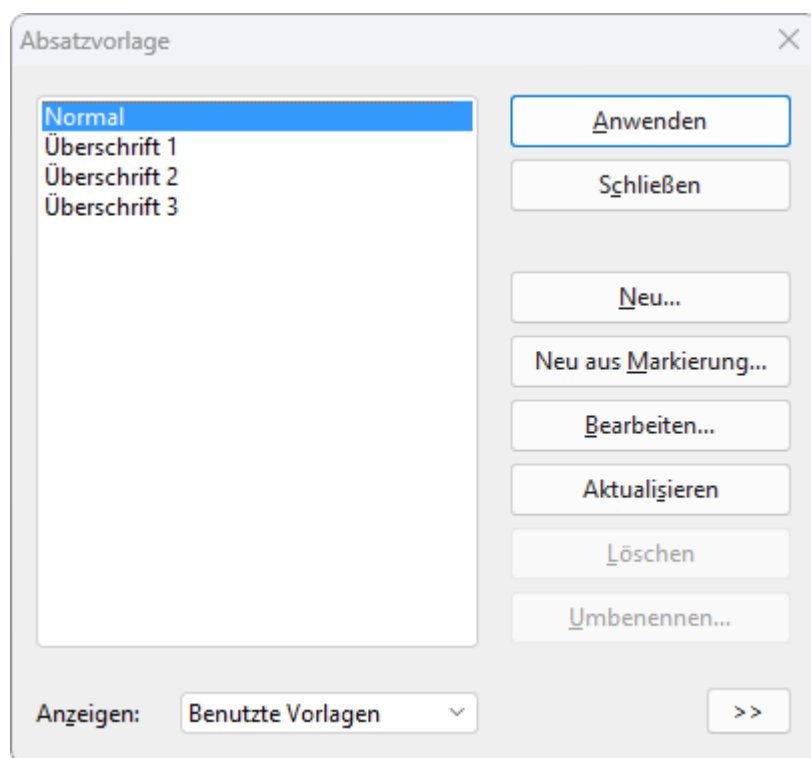 Absatzvorlage
Normal
Überschrift 1
Überschrift 2
Überschrift 3
Anwenden
Schließen
Neu...
Neu aus Markierung...
Bearbeiten...
Aktualisieren
Löschen
Umbenennen...
Anzeigen: Benutzte Vorlagen >>